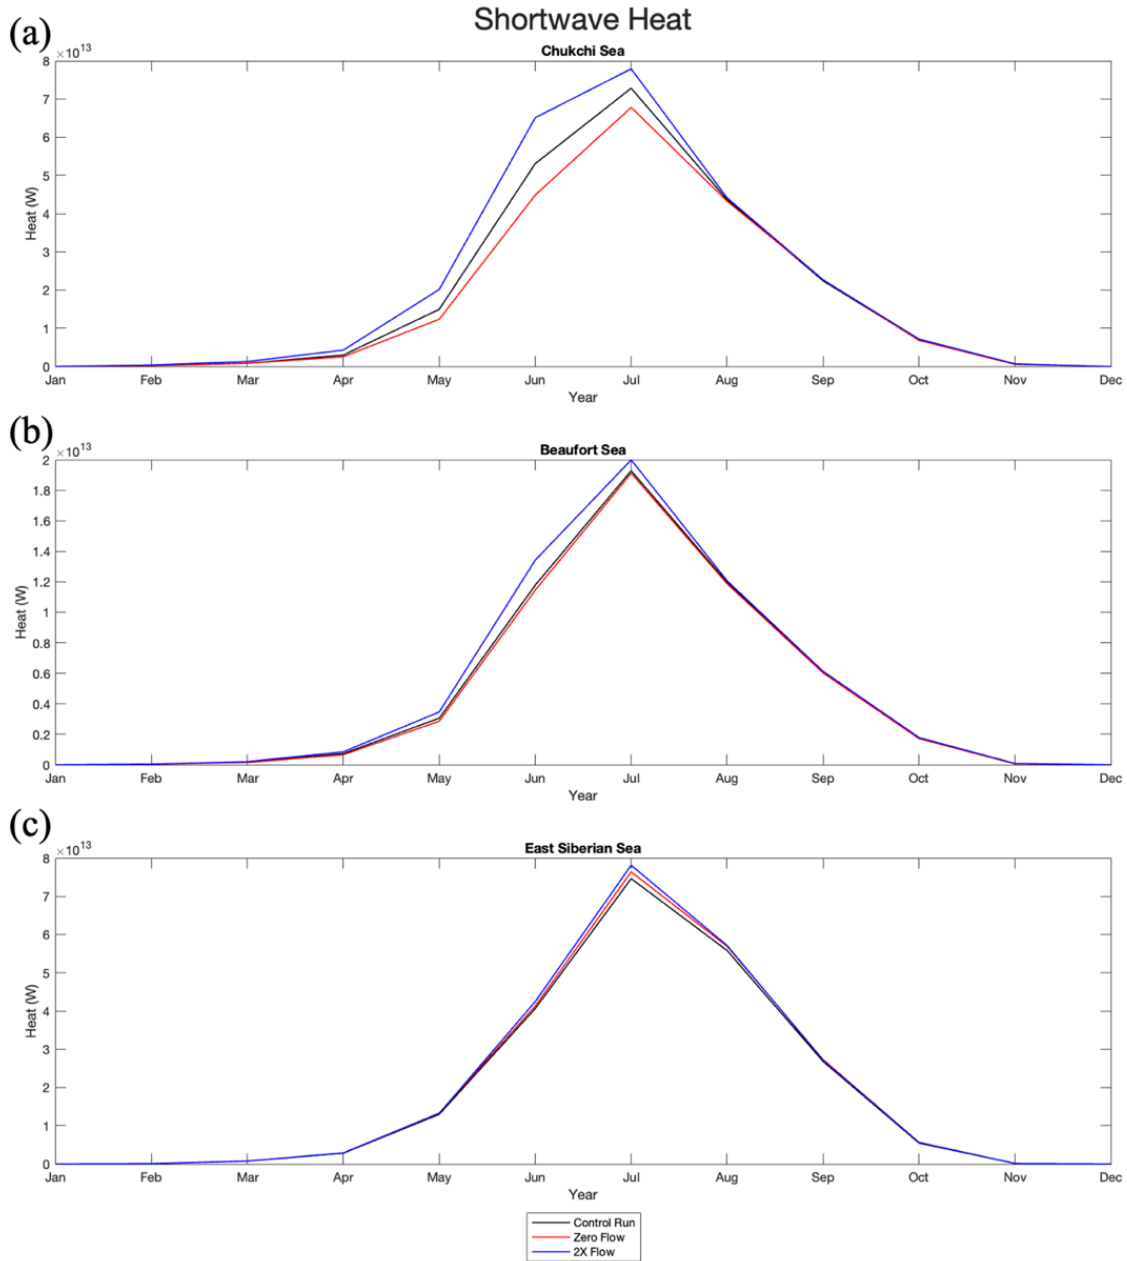 Shortwave Heat
(a)
×10^13
Chukchi Sea
8
7
6
5
4
3
2
1
0
Heat (W)
Jan Feb Mar Apr May Jun Jul Aug Sep Oct Nov Dec
Year
(b)
×10^13
Beaufort Sea
2
1.8
1.6
1.4
1.2
1
0.8
0.6
0.4
0.2
0
Heat (W)
Jan Feb Mar Apr May Jun Jul Aug Sep Oct Nov Dec
Year
(c)
×10^13
East Siberian Sea
8
7
6
5
4
3
2
1
0
Heat (W)
Jan Feb Mar Apr May Jun Jul Aug Sep Oct Nov Dec
Year
Control Run
Zero Flow
2X Flow